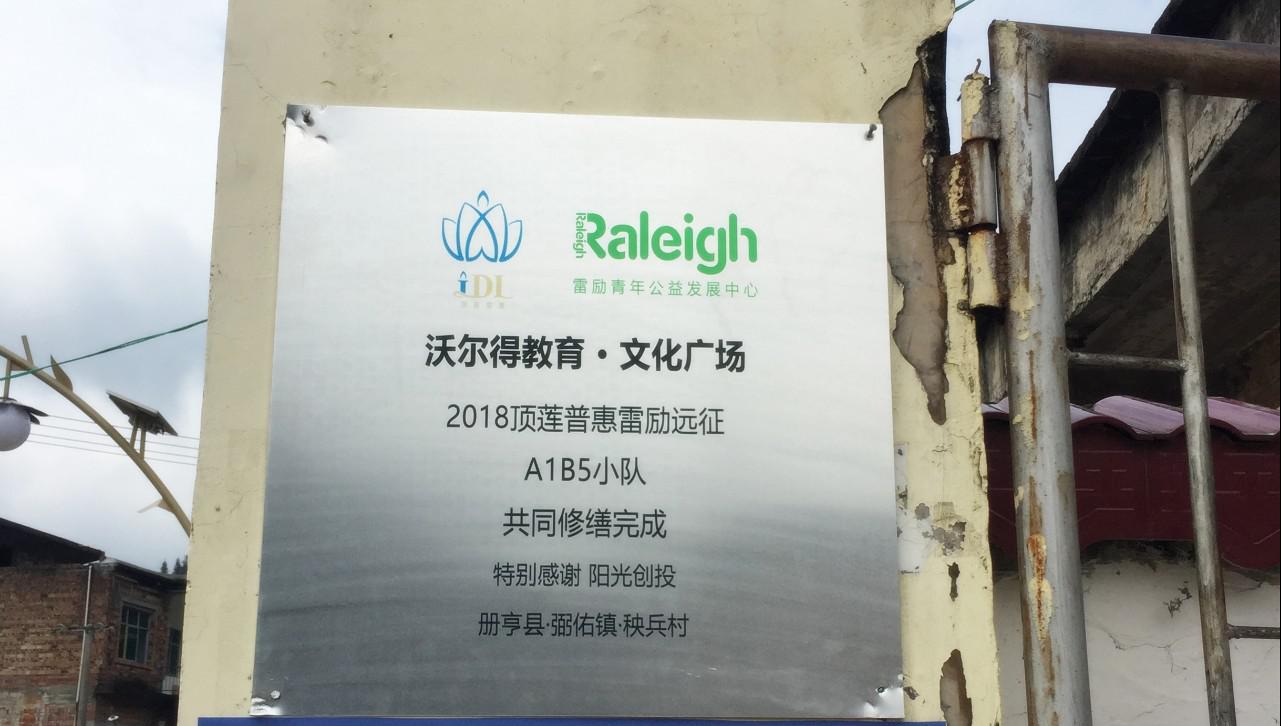 iDL
Raleigh
Raleigh
雷励青年公益发展中心
沃尔得教育·文化广场
2018顶莲普惠雷励远征
A1B5小队
共同修缮完成
特别感谢 阳光创投
册亨县·弼佑镇·秧兵村